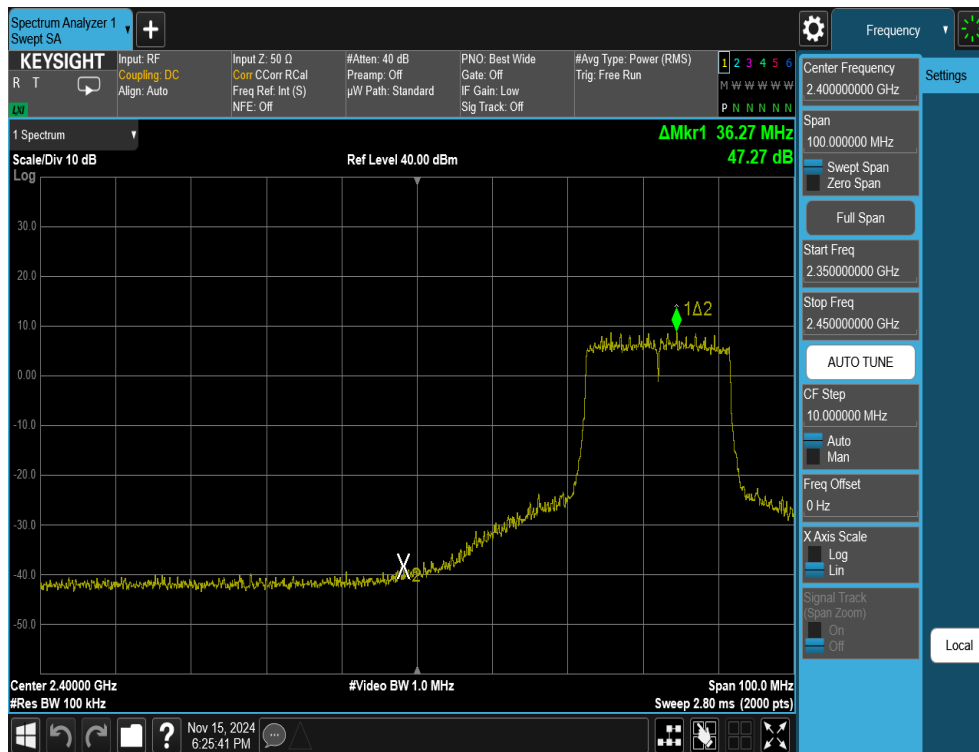 Spectrum Analyzer 1
Swept SA
+
Frequency
KEYSIGHT
R T
LXI
Input: RF
Coupling: DC
Align: Auto
Input Z: 50 Ω
Corr CCorr RCal
Freq Ref: Int (S)
NFE: Off
#Atten: 40 dB
Preamp: Off
µW Path: Standard
PNO: Best Wide
Gate: Off
IF Gain: Low
Sig Track: Off
#Avg Type: Power (RMS)
Trig: Free Run
1 2 3 4 5 6
M W W W W W
P N N N N N
1 Spectrum
Scale/Div 10 dB
Ref Level 40.00 dBm
ΔMkr1 36.27 MHz
47.27 dB
Log
30.0
20.0
10.0
0.00
-10.0
-20.0
-30.0
-40.0
-50.0
1Δ2
X
2
Center 2.40000 GHz
#Res BW 100 kHz
#Video BW 1.0 MHz
Span 100.0 MHz
Sweep 2.80 ms (2000 pts)
Center Frequency
2.400000000 GHz
Span
100.000000 MHz
Swept Span
Zero Span
Full Span
Start Freq
2.350000000 GHz
Stop Freq
2.450000000 GHz
AUTO TUNE
CF Step
10.000000 MHz
Auto
Man
Freq Offset
0 Hz
X Axis Scale
Log
Lin
Signal Track
(Span Zoom)
On
Off
Settings
Local
?
Nov 15, 2024
6:25:41 PM